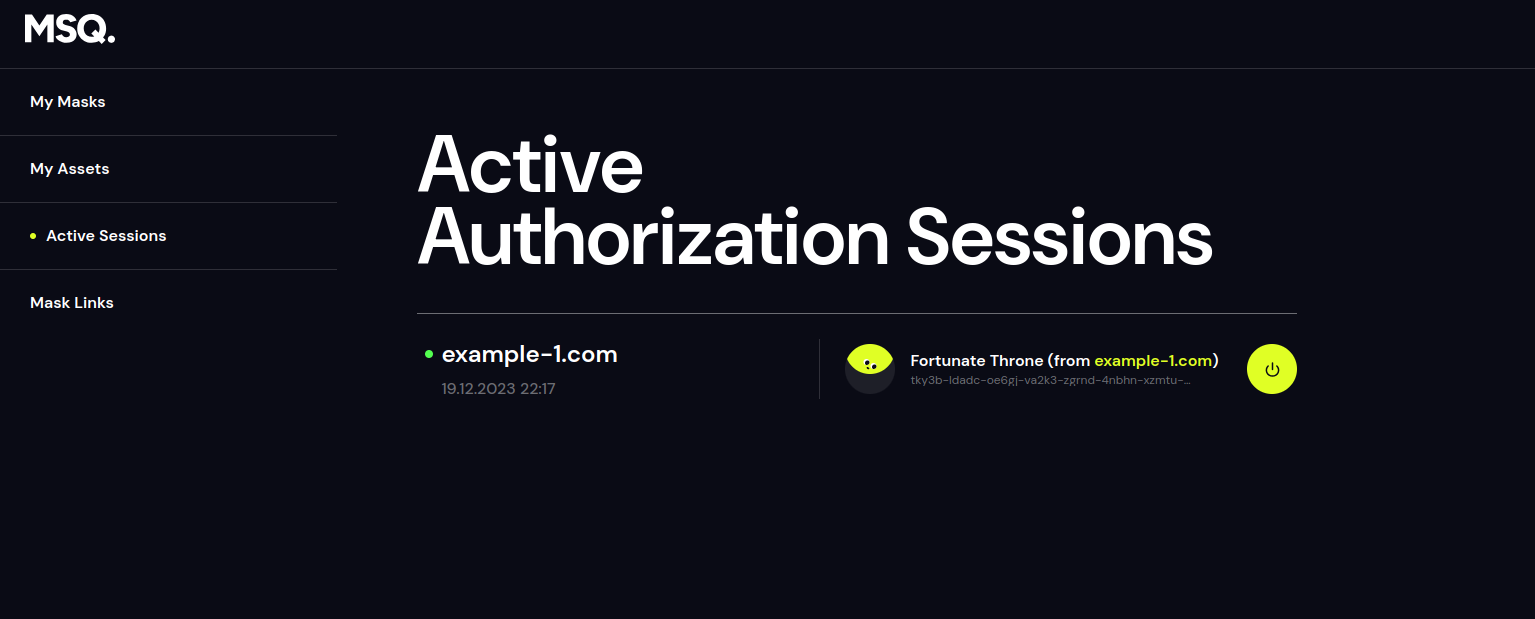 MSQ.
My Masks
My Assets
Active Sessions
Mask Links
Active
Authorization Sessions
example-1.com
19.12.2023 22:17
Fortunate Throne (from example-1.com)
tky3b-ldadc-oe6gj-va2k3-zgrnd-4nbhn-xzmtu-...